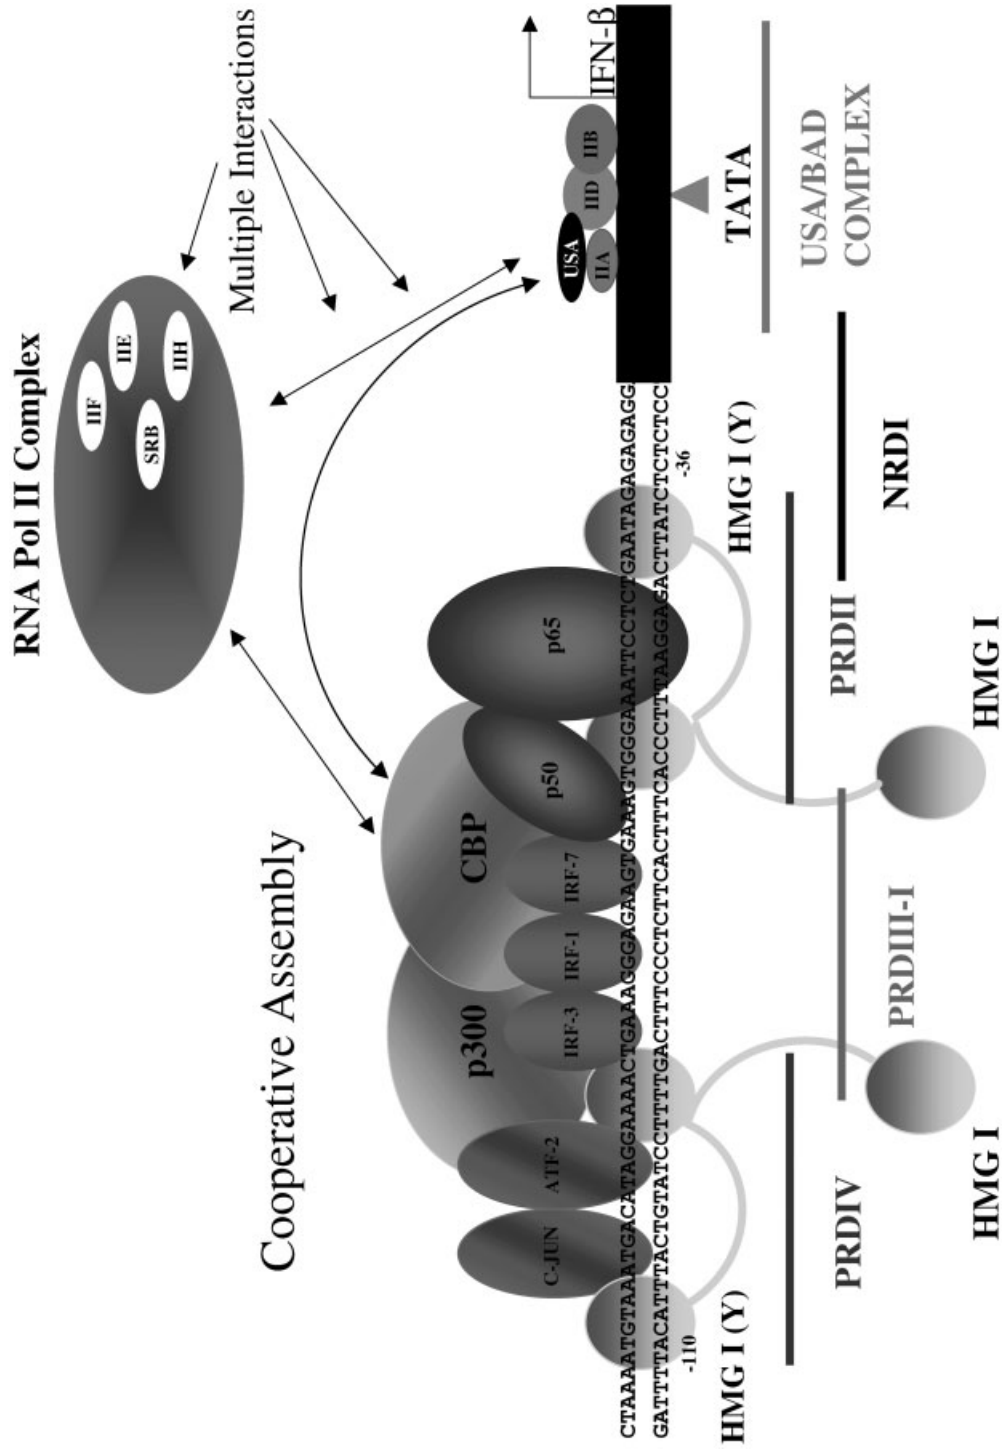 RNA Pol II Complex
IIF
IIE
SRB
IIH
Multiple Interactions
Cooperative Assembly
p300
CBP
C-JUN
ATF-2
IRF-3
IRF-1
IRF-7
p50
p65
USA
IIA
IID
IIB
IFN-β
CTAAAATGTAAATGACATAGGAAAACTGAAAGGGAGAAGTGAAAGTGGGAAATTCCTCTGAATAGAGAGAGG
GATTTTACATTTACTGTATCCTTTTGACTTTCCCTCTTCACTTTCACCCTTTAAGGAGACTTATCTCTCTCC
-110
-36
HMG I (Y)
HMG I (Y)
TATA
PRDIV
PRDIII-I
PRDII
NRDI
USA/BAD
COMPLEX
HMG I
HMG I